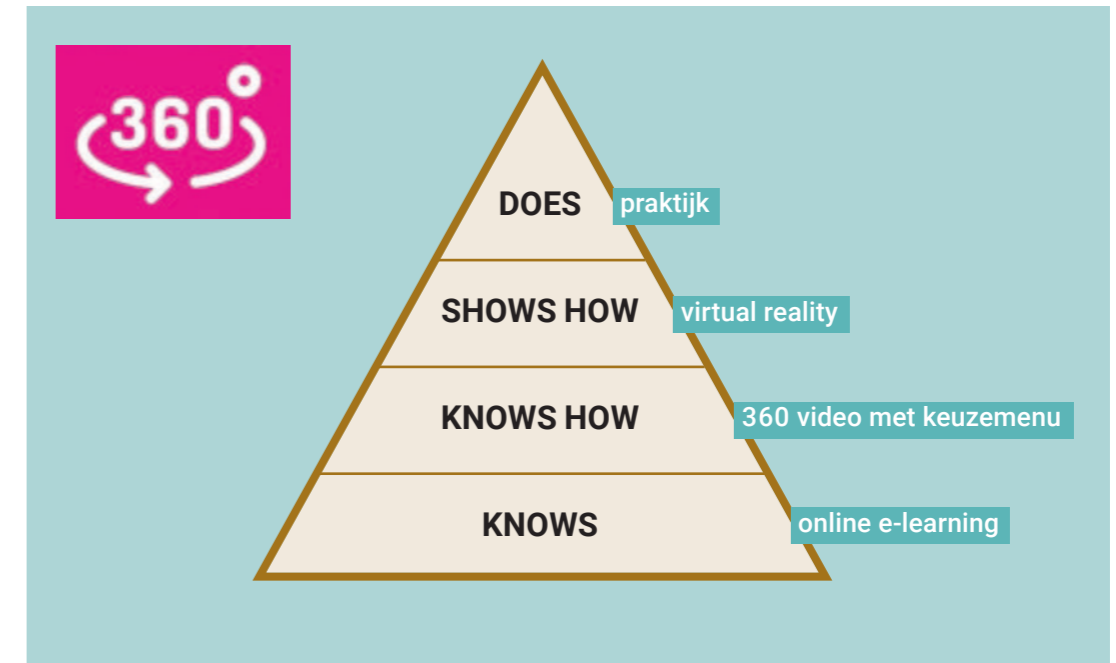 360°
DOES praktijk
SHOWS HOW virtual reality
KNOWS HOW 360 video met keuzemenu
KNOWS online e-learning